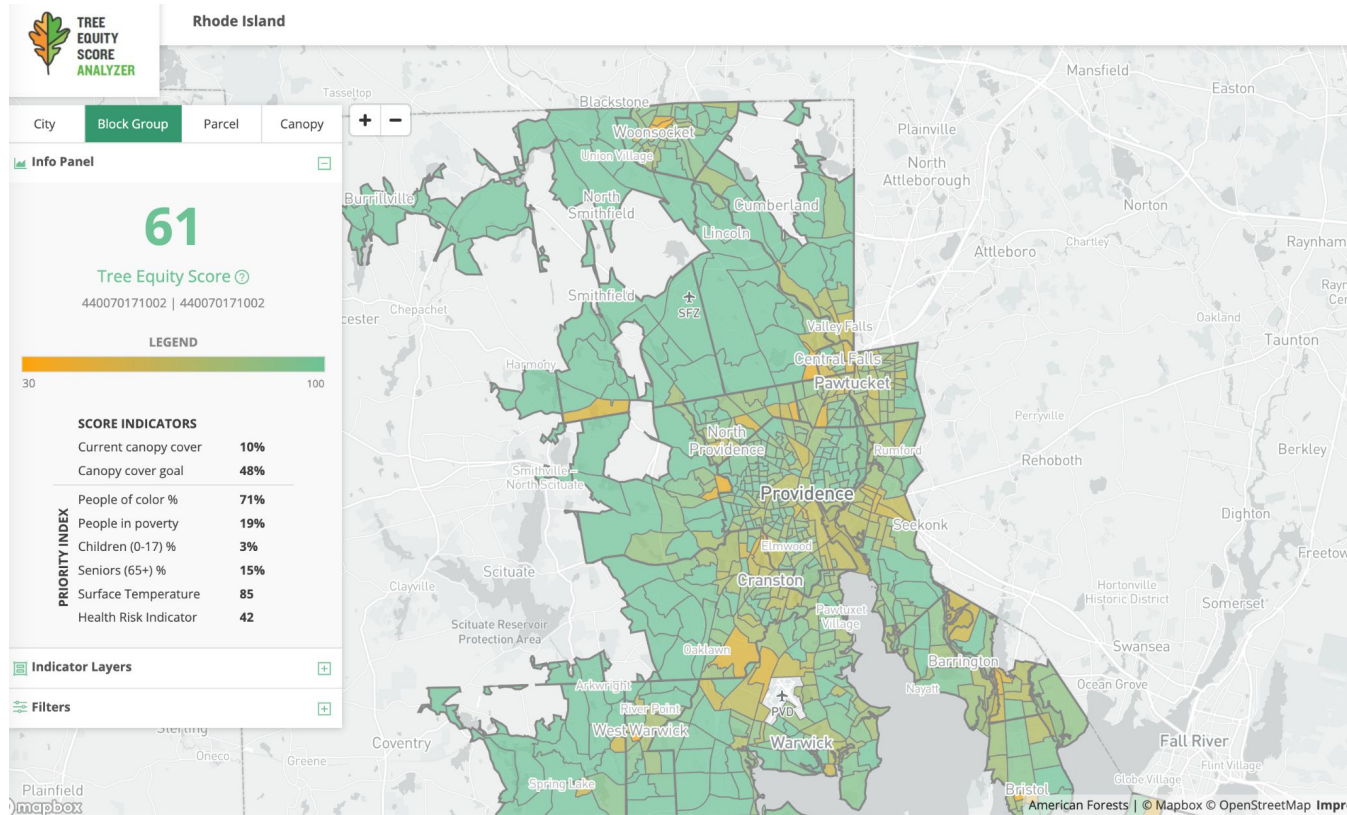 TREE
EQUITY
SCORE
ANALYZER
Rhode Island
City
Block Group
Parcel
Canopy
+
−
Info Panel
61
Tree Equity Score ?
440070171002 | 440070171002
LEGEND
30
100
SCORE INDICATORS
Current canopy cover 10%
Canopy cover goal 48%
PRIORITY INDEX
People of color % 71%
People in poverty 19%
Children (0-17) % 3%
Seniors (65+) % 15%
Surface Temperature 85
Health Risk Indicator 42
Indicator Layers
Filters
Tasseltop
Blackstone
Mansfield
Easton
Woonsocket
Union Village
Plainville
North
Attleborough
Burrillville
North
Smithfield
Cumberland
Norton
Lincoln
Attleboro
Chartley
Raynham
Smithfield
SFZ
Chepachet
cester
Valley Falls
Oakland
Taunton
Harmony
Central Falls
Pawtucket
Perryville
North
Providence
Rumford
Rehoboth
Berkley
Smithville –
North Scituate
Providence
Dighton
Seekonk
Elmwood
Freetow
Scituate
Cranston
Clayville
Hortonville
Historic District
Somerset
Pawtuxet
Village
Scituate Reservoir
Protection Area
Oaklawn
Swansea
Barrington
Arkwright
Nayatt
Ocean Grove
River Point
PVD
West Warwick
Warwick
Fall River
Sterling
Oneco
Greene
Coventry
Flint Village
Globe Village
Spring Lake
Bristol
Plainfield
mapbox
American Forests | © Mapbox © OpenStreetMap Impr